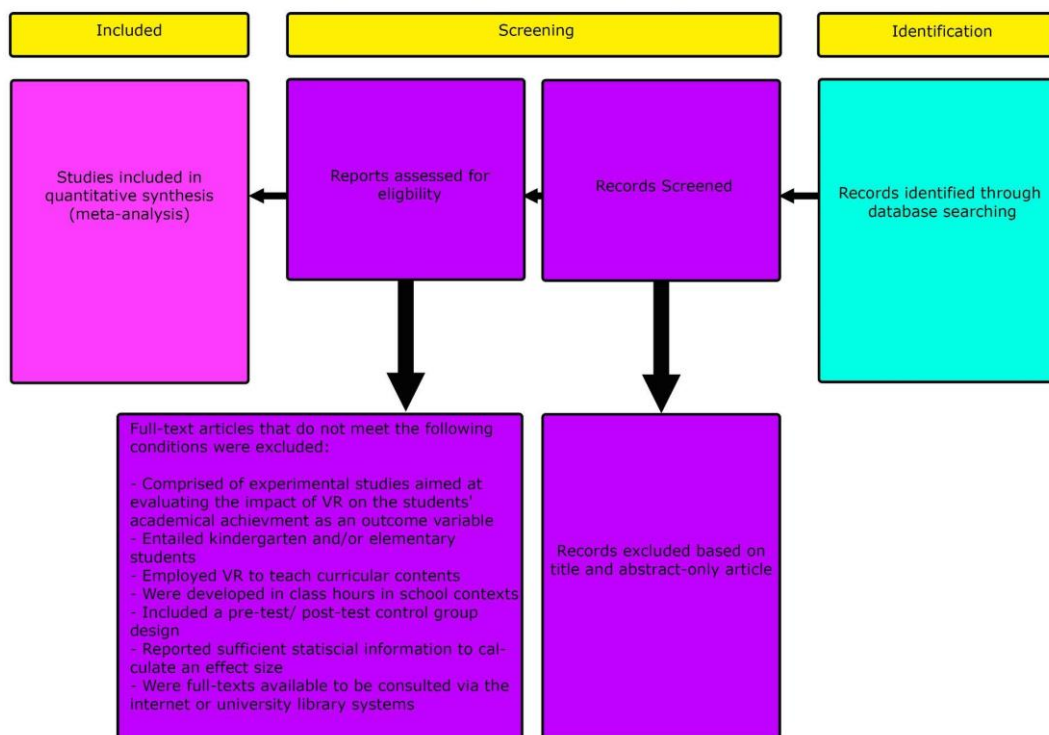 Included
Screening
Identification
Studies included in
quantitative synthesis
(meta-analysis)
Reports assessed for
eligbility
Records Screened
Records identified through
database searching
Full-text articles that do not meet the following
conditions were excluded:
- Comprised of experimental studies aimed at
evaluating the impact of VR on the students'
academical achievment as an outcome variable
- Entailed kindergarten and/or elementary
students
- Employed VR to teach curricular contents
- Were developed in class hours in school contexts
- Included a pre-test/ post-test control group
design
- Reported sufficient statiscial information to cal-
culate an effect size
- Were full-texts available to be consulted via the
internet or university library systems
Records excluded based on
title and abstract-only article